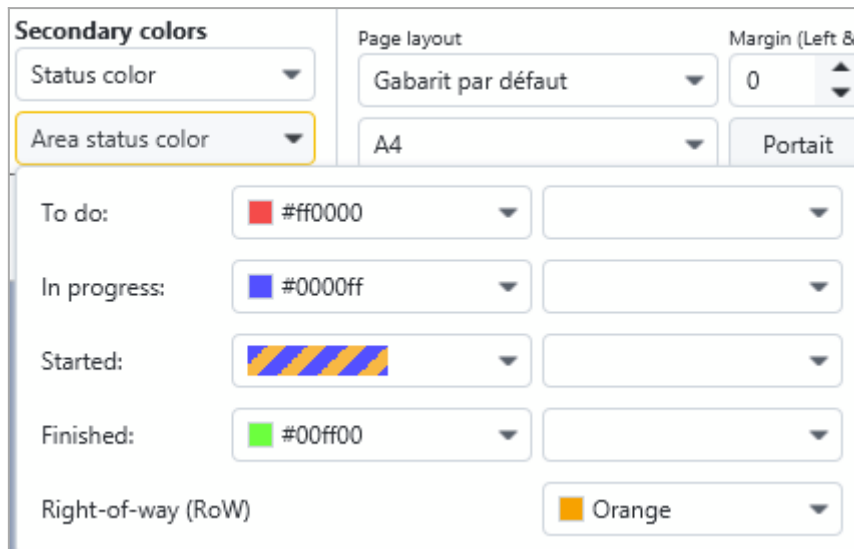 Secondary colors
Status color
Area status color
Page layout
Gabarit par défaut
A4
Margin (Left &
0
Portait
To do:
#ff0000
In progress:
#0000ff
Started:
Finished:
#00ff00
Right-of-way (RoW)
Orange